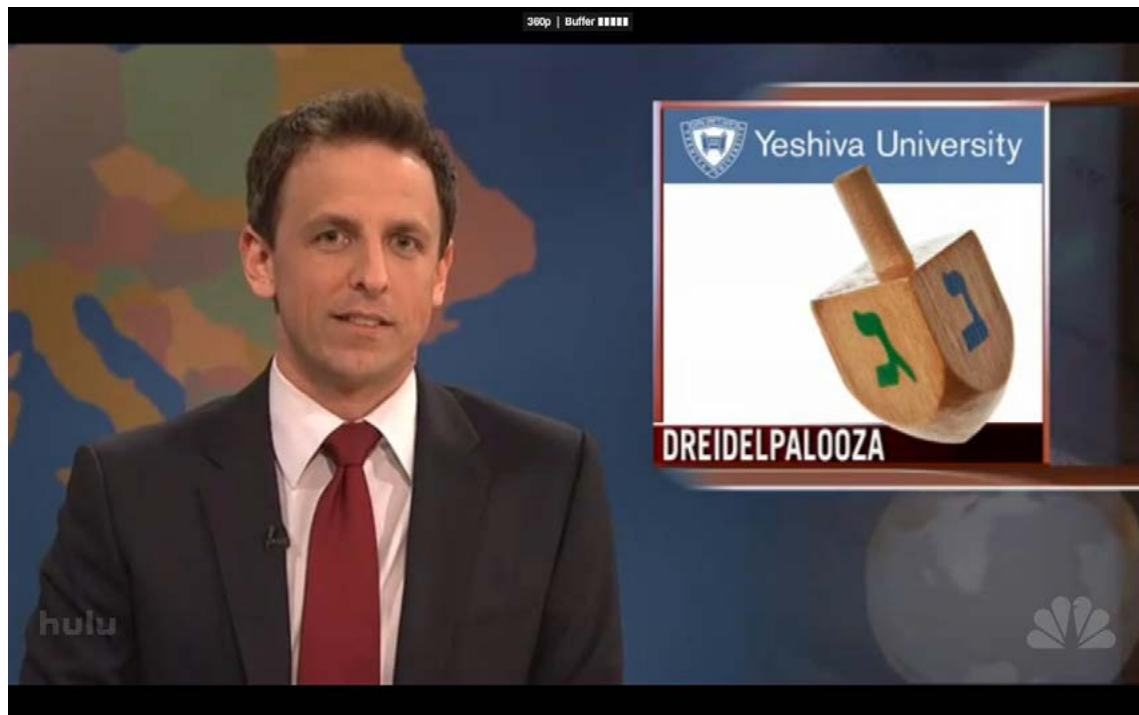 360p | Buffer
Yeshiva University
ג נ
DREIDELPALOOZA
hulu